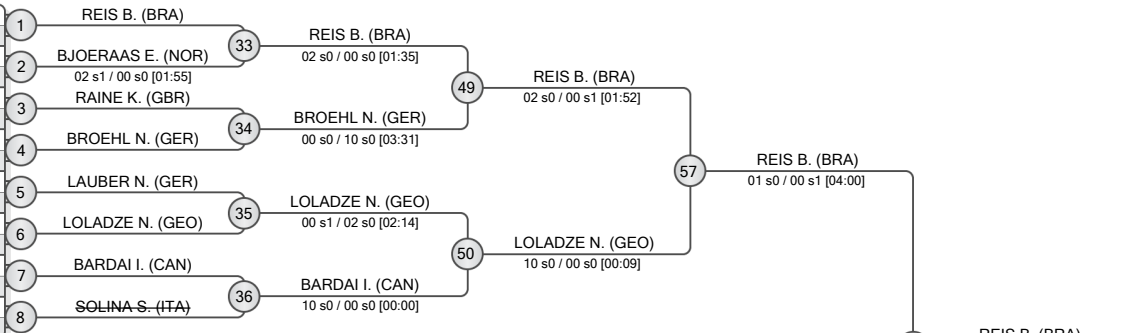 1
REIS B. (BRA)
2
BJOERAAS E. (NOR)
02 s1 / 00 s0 [01:55]
33
REIS B. (BRA)
02 s0 / 00 s0 [01:35]
3
RAINE K. (GBR)
4
BROEHL N. (GER)
34
BROEHL N. (GER)
00 s0 / 10 s0 [03:31]
49
REIS B. (BRA)
02 s0 / 00 s1 [01:52]
5
LAUBER N. (GER)
6
LOLADZE N. (GEO)
35
LOLADZE N. (GEO)
00 s1 / 02 s0 [02:14]
7
BARDAI I. (CAN)
8
SOLINA S. (ITA)
36
BARDAI I. (CAN)
10 s0 / 00 s0 [00:00]
50
LOLADZE N. (GEO)
10 s0 / 00 s0 [00:09]
57
REIS B. (BRA)
01 s0 / 00 s1 [04:00]
REIS B. (BRA)